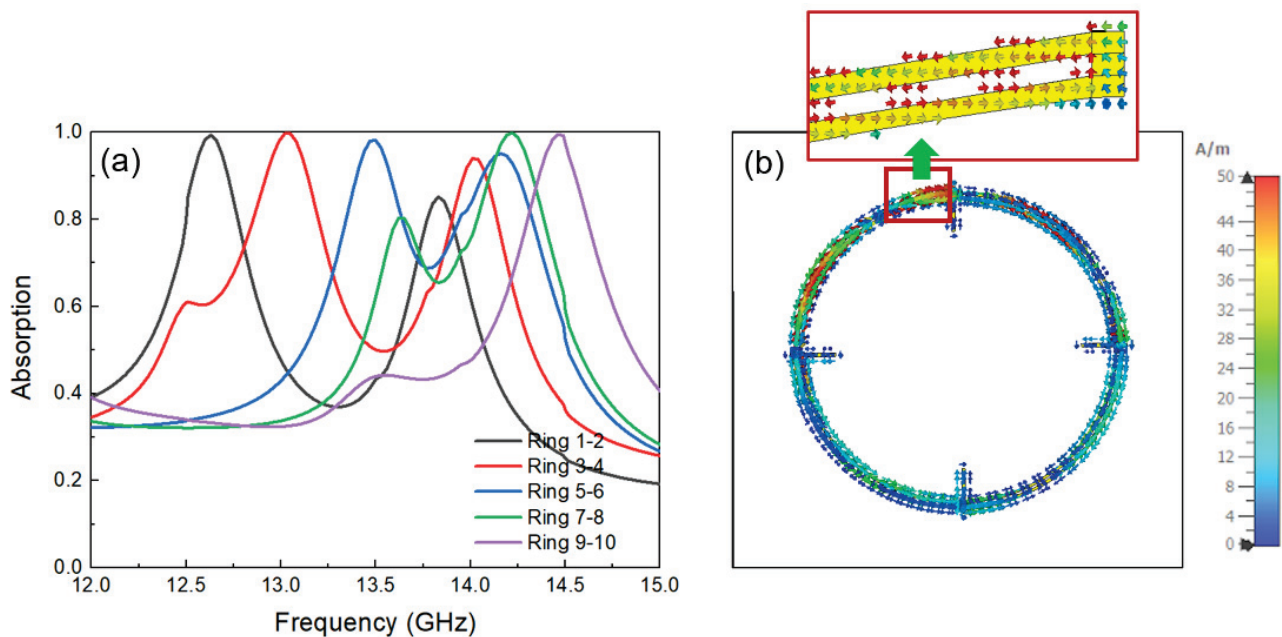 (a)
1.0
0.8
0.6
0.4
0.2
0.0
Absorption
12.0 12.5 13.0 13.5 14.0 14.5 15.0
Frequency (GHz)
Ring 1-2
Ring 3-4
Ring 5-6
Ring 7-8
Ring 9-10
(b)
A/m
50
44
40
36
32
28
24
20
16
12
8
4
0